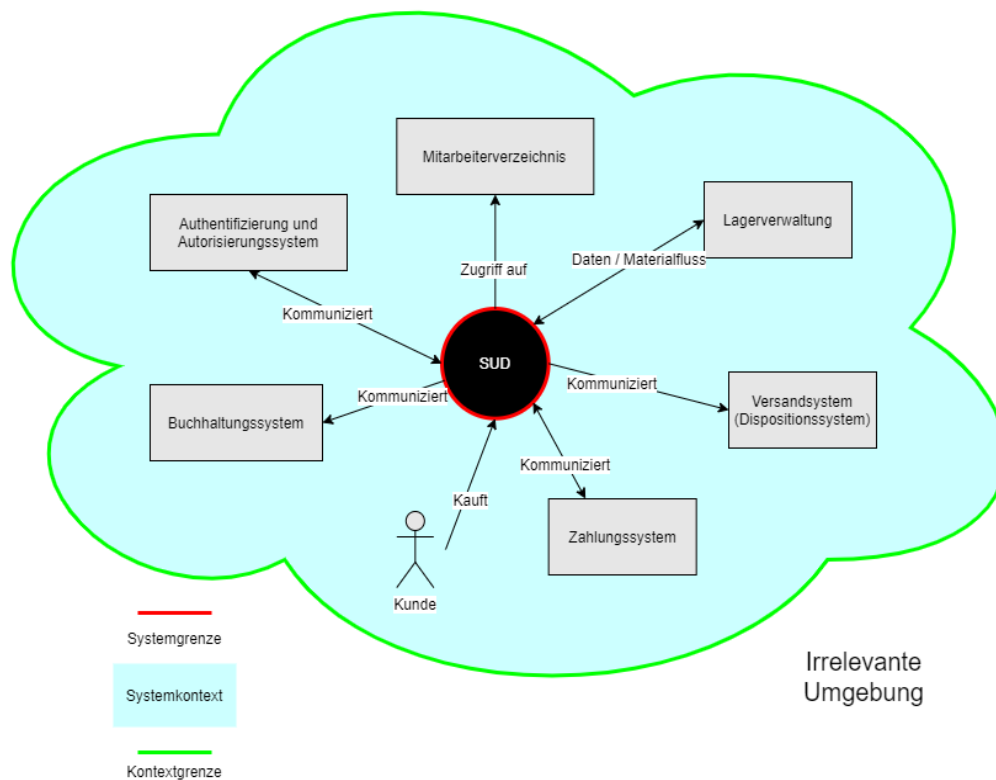 Mitarbeiterverzeichnis
Authentifizierung und
Autorisierungssystem
Lagerverwaltung
Zugriff auf
Daten / Materialfluss
Kommuniziert
SUD
Kommuniziert
Kommuniziert
Buchhaltungssystem
Versandsystem
(Dispositionssystem)
Kommuniziert
Kauft
Zahlungssystem
Kunde
Systemgrenze
Systemkontext
Kontextgrenze
Irrelevante
Umgebung